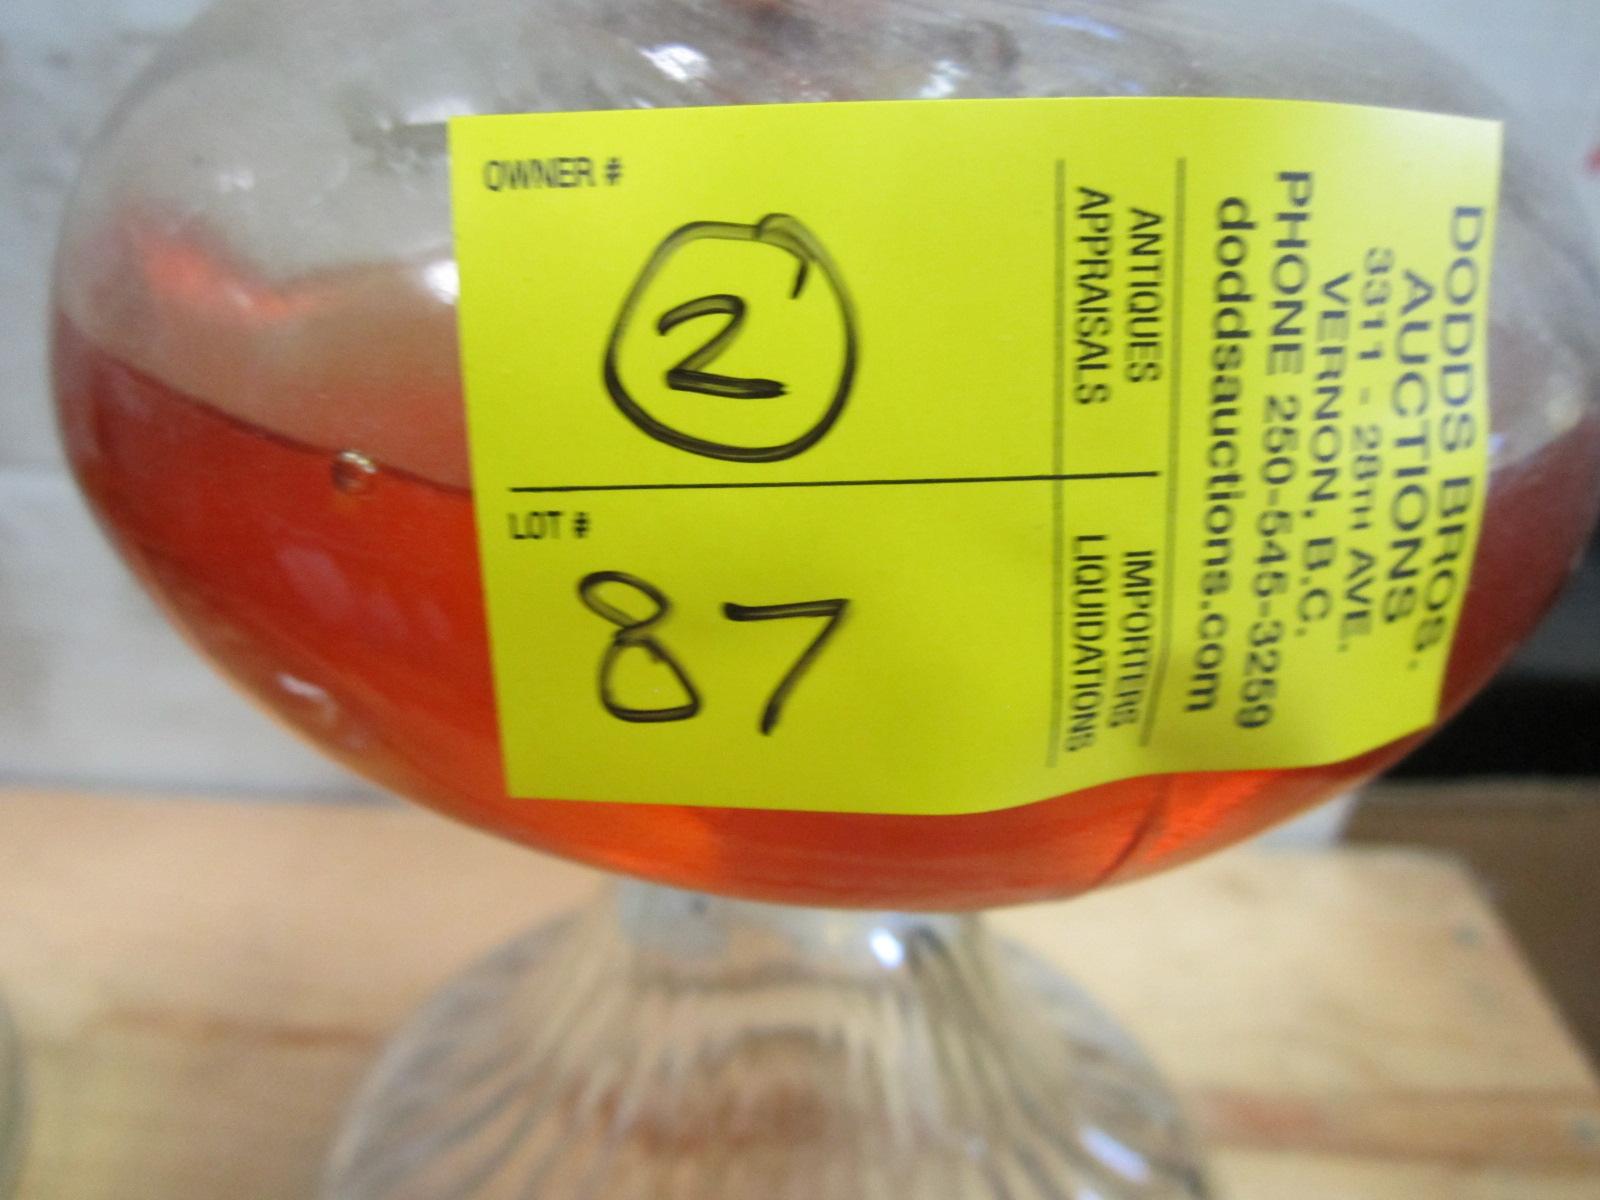 OWNER #
2
LOT #
87
ANTIQUES IMPORTERS
APPRAISALS LIQUIDATIONS
DODDS BROS.
AUCTIONS
3311 - 28TH AVE.
VERNON, B.C.
PHONE 250-545-3259
doddsauctions.com